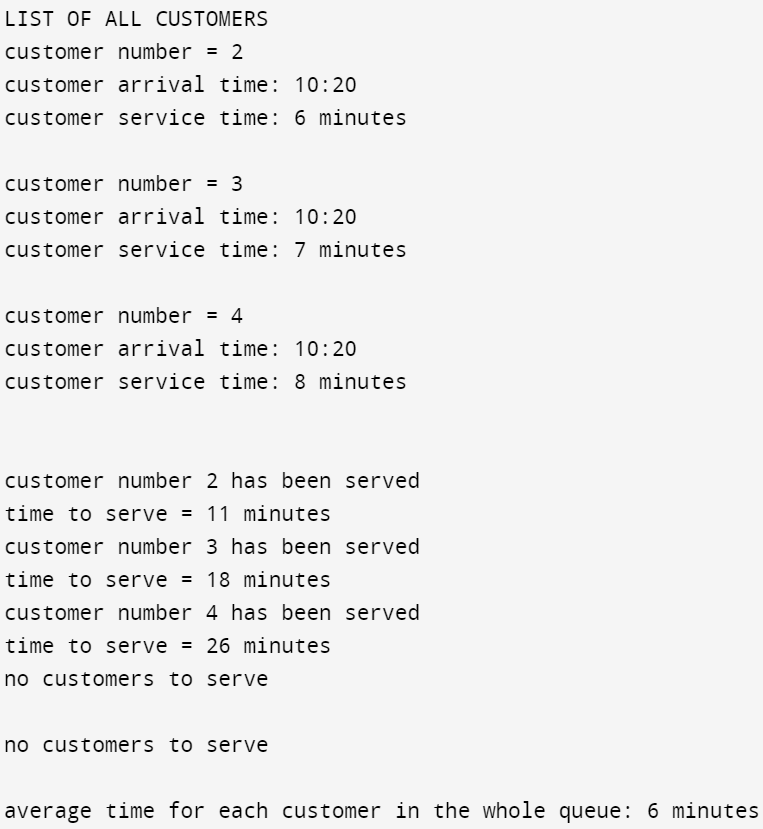 LIST OF ALL CUSTOMERS
customer number = 2
customer arrival time: 10:20
customer service time: 6 minutes
customer number = 3
customer arrival time: 10:20
customer service time: 7 minutes
customer number = 4
customer arrival time: 10:20
customer service time: 8 minutes
customer number 2 has been served
time to serve = 11 minutes
customer number 3 has been served
time to serve = 18 minutes
customer number 4 has been served
time to serve = 26 minutes
no customers to serve
no customers to serve
average time for each customer in the whole queue: 6 minutes